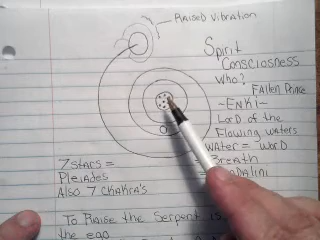 Raised Vibration
Spirit
Consciousness
Who?
Fallen Prince
~Enki~
Lord of the
Flowing Waters
Water = Word
= Breath
7 Stars =
Pleiades
Also 7 Chakra's
To Raise the Serpent is
the ego